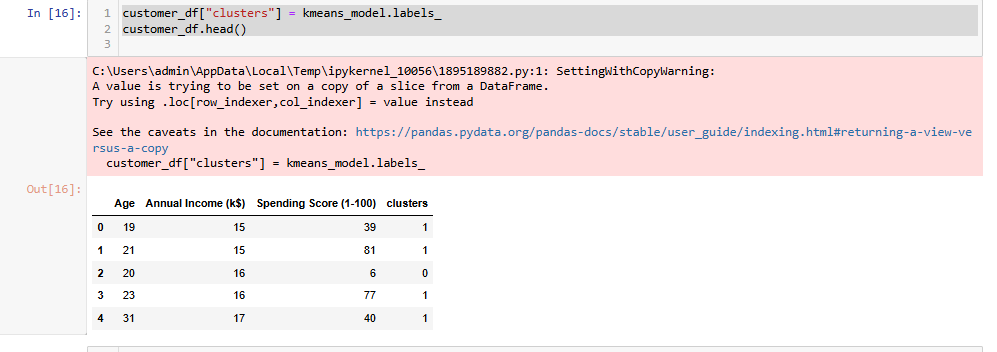 In [16]:
1 customer_df["clusters"] = kmeans_model.labels_
2 customer_df.head()
3
C:\Users\admin\AppData\Local\Temp\ipykernel_10056\1895189882.py:1: SettingWithCopyWarning:
A value is trying to be set on a copy of a slice from a DataFrame.
Try using .loc[row_indexer,col_indexer] = value instead
See the caveats in the documentation: https://pandas.pydata.org/pandas-docs/stable/user_guide/indexing.html#returning-a-view-ve
rsus-a-copy
customer_df["clusters"] = kmeans_model.labels_
Out[16]:
Age Annual Income (k$) Spending Score (1-100) clusters
0 19 15 39 1
1 21 15 81 1
2 20 16 6 0
3 23 16 77 1
4 31 17 40 1